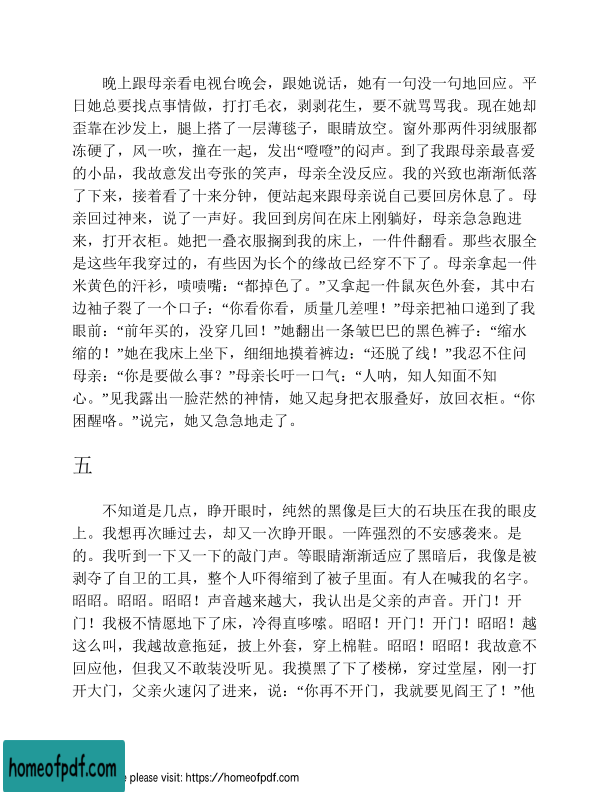 晚上跟母亲看电视台晚会，跟她说话，她有一句没一句地回应。平
日她总要找点事情做，打打毛衣，剥剥花生，要不就骂骂我。现在她却
歪靠在沙发上，腿上搭了一层薄毯子，眼睛放空。窗外那两件羽绒服都
冻硬了，风一吹，撞在一起，发出“噔噔”的闷声。到了我跟母亲最喜爱
的小品，我故意发出夸张的笑声，母亲全没反应。我的兴致也渐渐低落
了下来，接着看了十来分钟，便站起来跟母亲说自己要回房休息了。母
亲回过神来，说了一声好。我回到房间在床上刚躺好，母亲急急跑进
来，打开衣柜。她把一叠衣服搁到我的床上，一件件翻看。那些衣服全
是这些年我穿过的，有些因为长个的缘故已经穿不下了。母亲拿起一件
米黄色的汗衫，啧啧嘴：“都掉色了。”又拿起一件鼠灰色外套，其中右
边袖子裂了一个口子：“你看你看，质量几差哩！”母亲把袖口递到了我
眼前：“前年买的，没穿几回！”她翻出一条皱巴巴的黑色裤子：“缩水
缩的！”她在我床上坐下，细细地摸着裤边：“还脱了线！”我忍不住问
母亲：“你是要做么事？”母亲长吁一口气：“人呐，知人知面不知
心。”见我露出一脸茫然的神情，她又起身把衣服叠好，放回衣柜。“你
困醒咯。”说完，她又急急地走了。
五
不知道是几点，睁开眼时，纯然的黑像是巨大的石块压在我的眼皮
上。我想再次睡过去，却又一次睁开眼。一阵强烈的不安感袭来。是
的。我听到一下又一下的敲门声。等眼睛渐渐适应了黑暗后，我像是被
剥夺了自卫的工具，整个人吓得缩到了被子里面。有人在喊我的名字。
昭昭。昭昭。昭昭！声音越来越大，我认出是父亲的声音。开门！开
门！我极不情愿地下了床，冷得直哆嗦。昭昭！开门！开门！昭昭！越
这么叫，我越故意拖延，披上外套，穿上棉鞋。昭昭！昭昭！我故意不
回应他，但我又不敢装没听见。我摸黑了下了楼梯，穿过堂屋，刚一打
开大门，父亲火速闪了进来，说：“你再不开门，我就要见阎王了！”他
homeofpdf.com
e please visit: https://homeofpdf.com